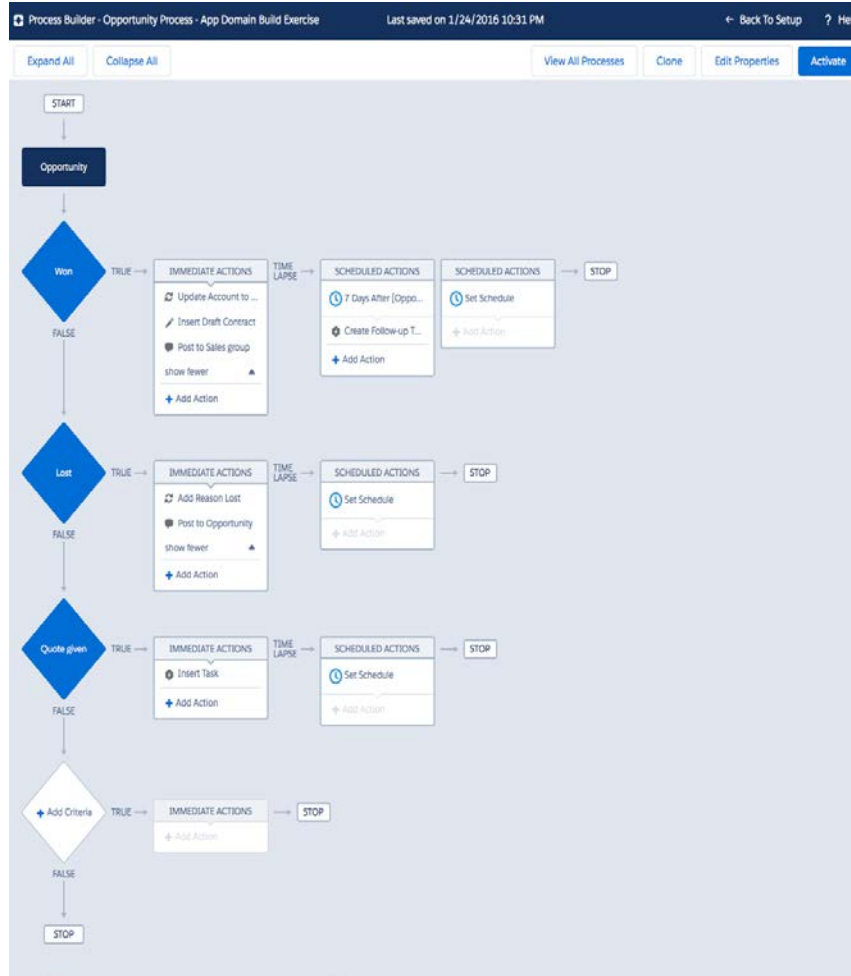 Process Builder - Opportunity Process - App Domain Build Exercise
Last saved on 1/24/2016 10:31 PM
← Back To Setup
? He
Expand All
Collapse All
View All Processes
Clone
Edit Properties
Activate
START
Opportunity
Won
TRUE
IMMEDIATE ACTIONS
Update Account to ...
Insert Draft Contract
Post to Sales group
show fewer
+ Add Action
TIME
LAPSE
SCHEDULED ACTIONS
7 Days After [Oppo...
Create Follow-up T...
+ Add Action
SCHEDULED ACTIONS
Set Schedule
+ Add Action
STOP
FALSE
Lost
TRUE
IMMEDIATE ACTIONS
Add Reason Lost
Post to Opportunity
show fewer
+ Add Action
TIME
LAPSE
SCHEDULED ACTIONS
Set Schedule
+ Add Action
STOP
FALSE
Quote given
TRUE
IMMEDIATE ACTIONS
Insert Task
+ Add Action
TIME
LAPSE
SCHEDULED ACTIONS
Set Schedule
+ Add Action
STOP
FALSE
+ Add Criteria
TRUE
IMMEDIATE ACTIONS
+ Add Action
STOP
FALSE
STOP